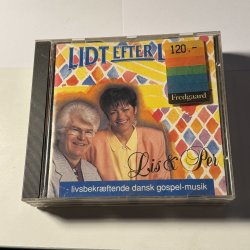 LIDT EFTER L
120.-
Fredgaard
Lis & Per
- livsbekræftende dansk gospel-musik